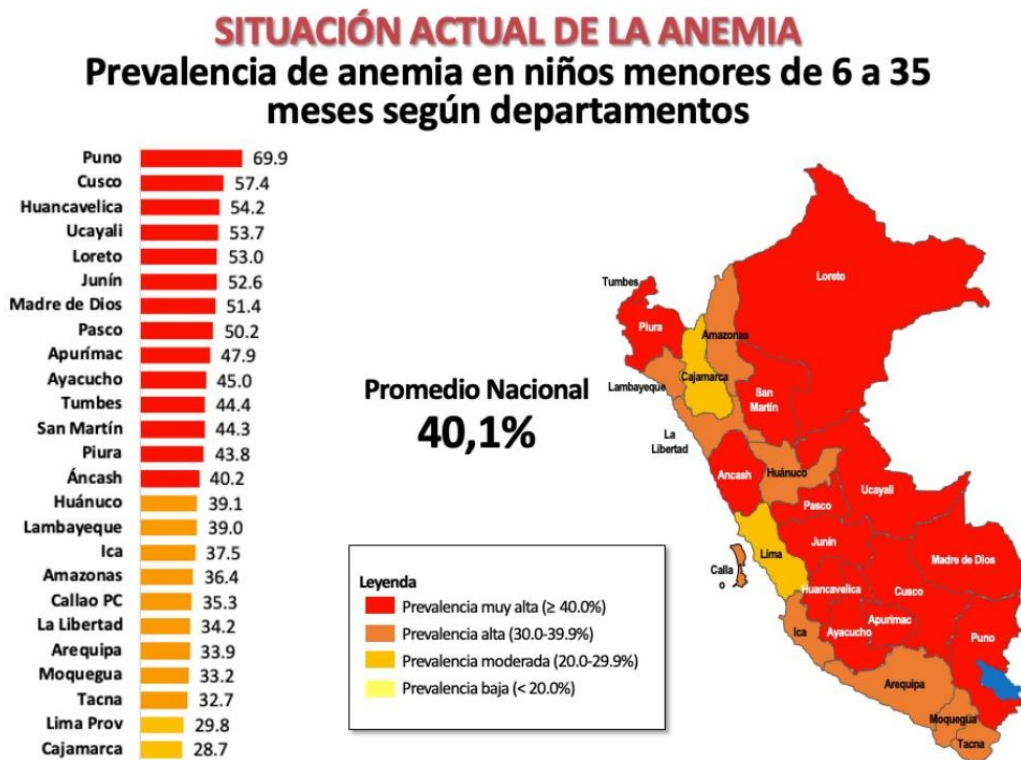 SITUACIÓN ACTUAL DE LA ANEMIA
Prevalencia de anemia en niños menores de 6 a 35
meses según departamentos
Puno 69.9
Cusco 57.4
Huancavelica 54.2
Ucayali 53.7
Loreto 53.0
Junín 52.6
Madre de Dios 51.4
Pasco 50.2
Apurímac 47.9
Ayacucho 45.0
Tumbes 44.4
San Martín 44.3
Piura 43.8
Áncash 40.2
Huánuco 39.1
Lambayeque 39.0
Ica 37.5
Amazonas 36.4
Callao PC 35.3
La Libertad 34.2
Arequipa 33.9
Moquegua 33.2
Tacna 32.7
Lima Prov 29.8
Cajamarca 28.7
Promedio Nacional
40,1%
Leyenda
Prevalencia muy alta (≥ 40.0%)
Prevalencia alta (30.0-39.9%)
Prevalencia moderada (20.0-29.9%)
Prevalencia baja (< 20.0%)
Loreto
Tumbes
Piura
Amazonas
Lambayeque
Cajamarca
San
Martín
La
Libertad
Ancash
Huánuco
Ucayali
Pasco
Lima
Junín
Madre de Dios
Calla
o
Huancavelica
Cusco
Apurímac
Ica
Ayacucho
Puno
Arequipa
Moquegua
Tacna